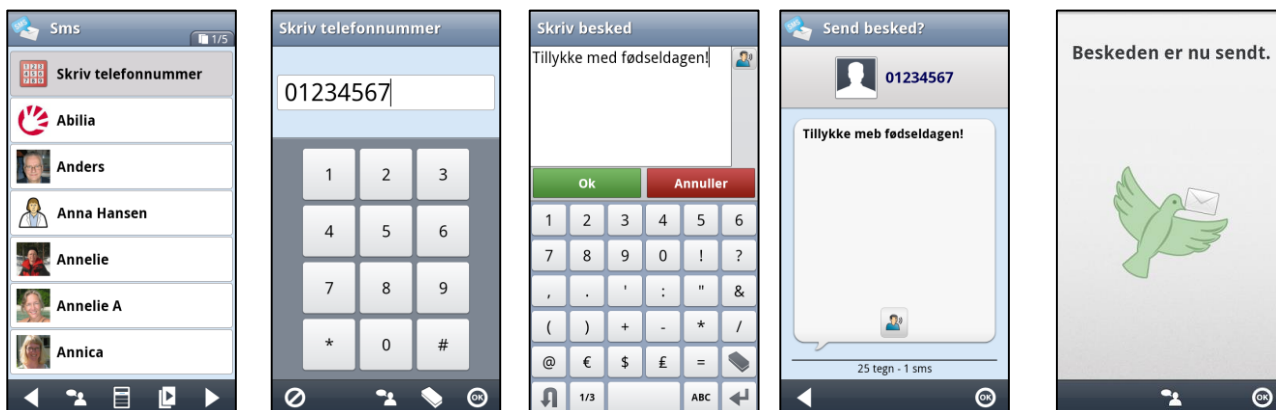 Sms
1/5
Skriv telefonnummer
Abilia
Anders
Anna Hansen
Annelie
Annelie A
Annica
Skriv telefonnummer
01234567
1 2 3
4 5 6
7 8 9
* 0 #
OK
Skriv besked
Tillykke med fødseldagen!
Ok Annuller
1 2 3 4 5 6
7 8 9 0 ! ?
, . ' : " &
( ) + - * /
@ € $ £ =
1/3 ABC
Send besked?
01234567
Tillykke meb fødseldagen!
25 tegn - 1 sms
OK
Beskeden er nu sendt.
OK